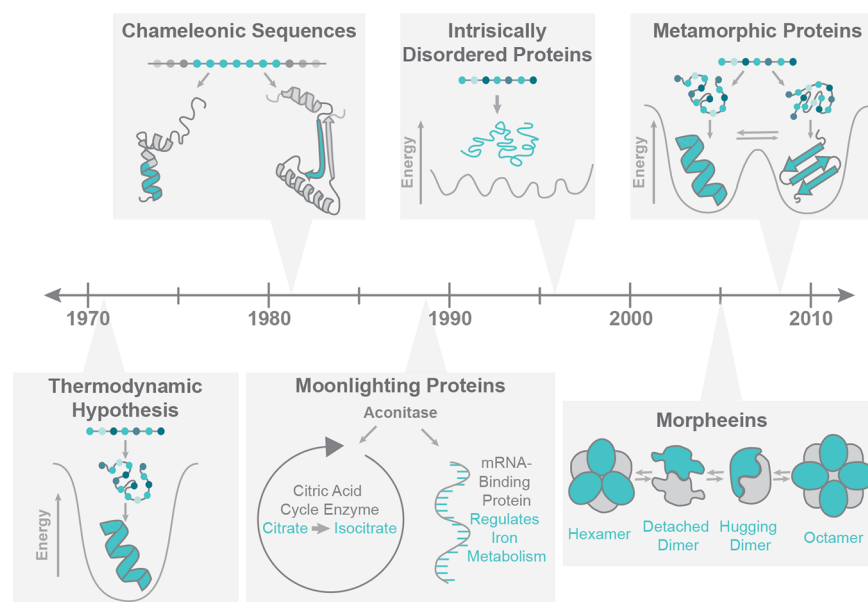 Chameleonic Sequences
Intrisically
Disordered Proteins
Energy
Metamorphic Proteins
Energy
1970
1980
1990
2000
2010
Thermodynamic
Hypothesis
Energy
Moonlighting Proteins
Aconitase
Citric Acid
Cycle Enzyme
Citrate
Isocitrate
mRNA-
Binding
Protein
Regulates
Iron
Metabolism
Morpheeins
Hexamer
Detached
Dimer
Hugging
Dimer
Octamer